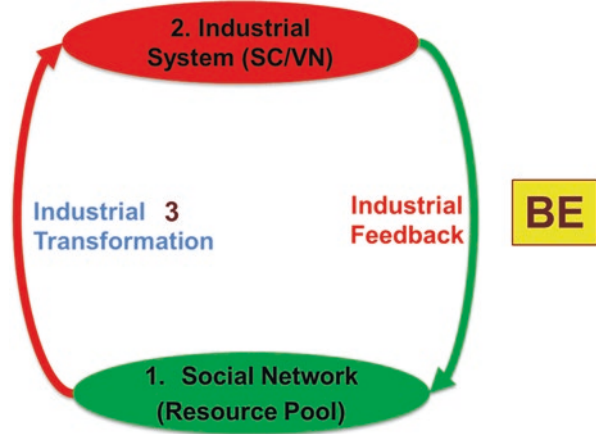 2. Industrial
System (SC/VN)
Industrial 3
Transformation
Industrial
Feedback
BE
1. Social Network
(Resource Pool)